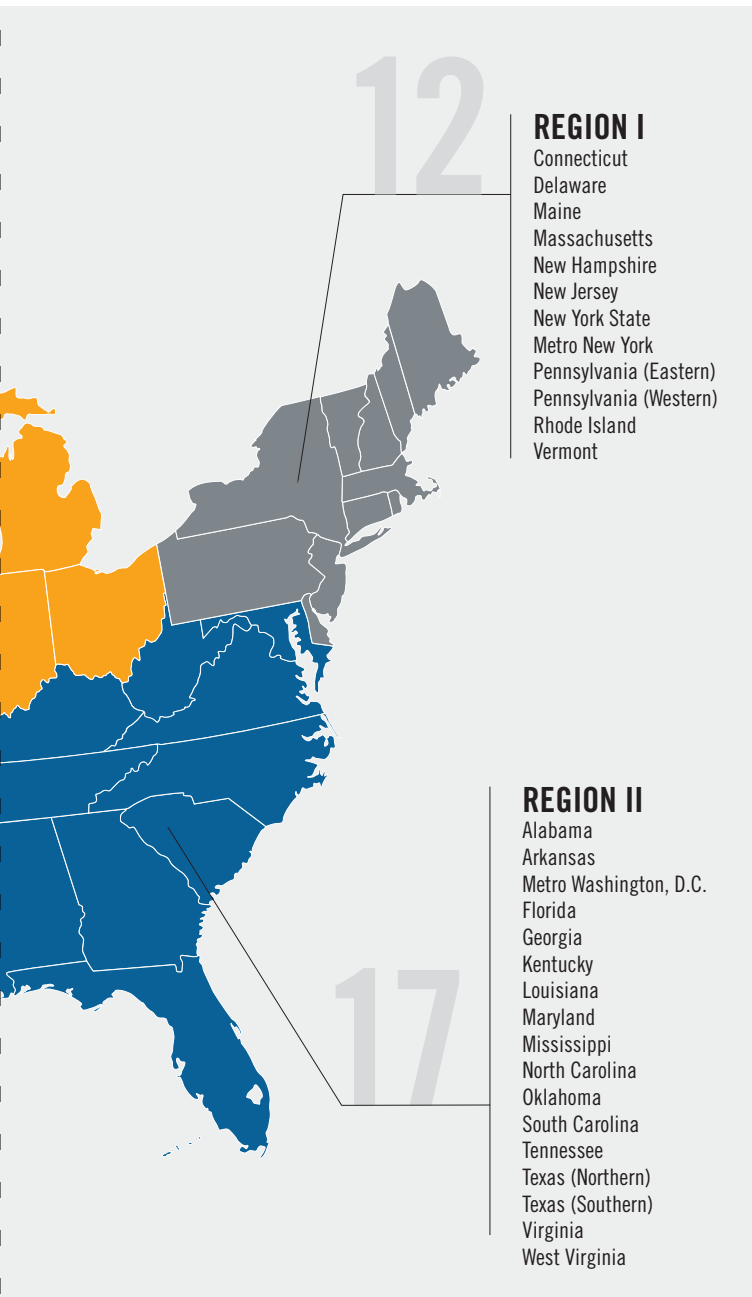 12
REGION I
Connecticut
Delaware
Maine
Massachusetts
New Hampshire
New Jersey
New York State
Metro New York
Pennsylvania (Eastern)
Pennsylvania (Western)
Rhode Island
Vermont
17
REGION II
Alabama
Arkansas
Metro Washington, D.C.
Florida
Georgia
Kentucky
Louisiana
Maryland
Mississippi
North Carolina
Oklahoma
South Carolina
Tennessee
Texas (Northern)
Texas (Southern)
Virginia
West Virginia